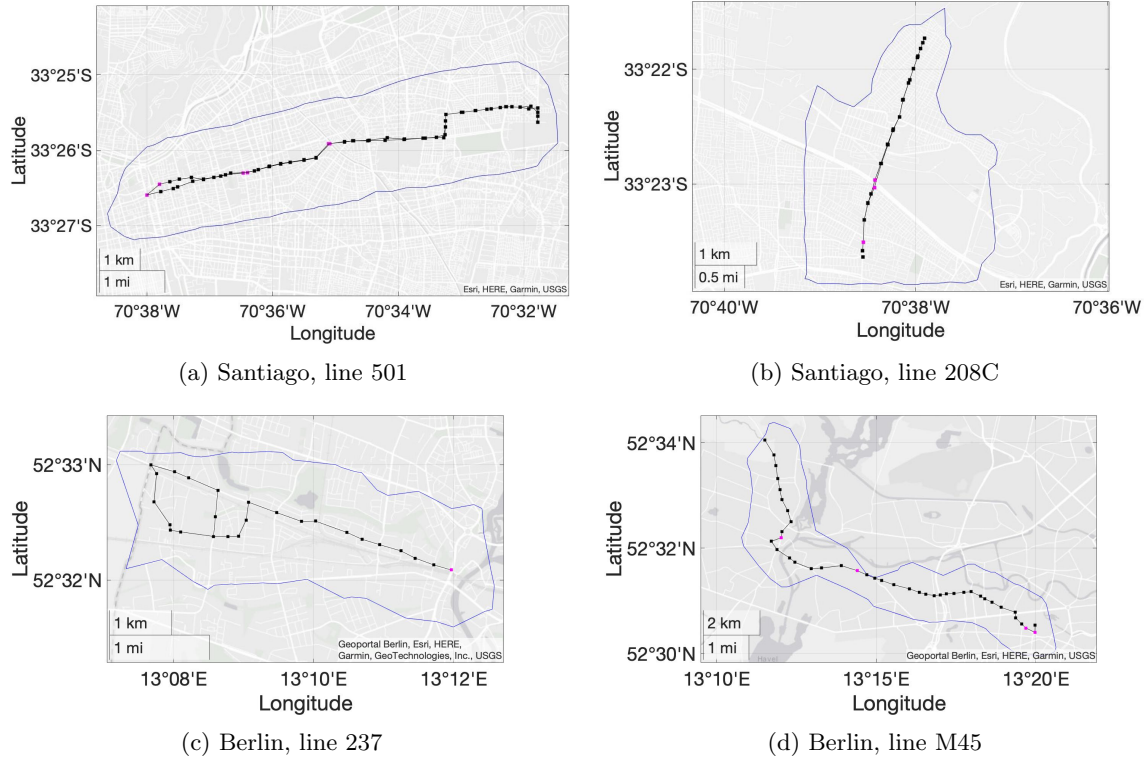 33°25'S
33°26'S
33°27'S
Latitude
1 km
1 mi
Esri, HERE, Garmin, USGS
70°38'W
70°36'W
70°34'W
70°32'W
Longitude
(a) Santiago, line 501
33°22'S
33°23'S
Latitude
1 km
0.5 mi
Esri, HERE, Garmin, USGS
70°40'W
70°38'W
70°36'W
Longitude
(b) Santiago, line 208C
52°33'N
52°32'N
Latitude
1 km
1 mi
Geoportal Berlin, Esri, HERE,
Garmin, GeoTechnologies, Inc., USGS
13°08'E
13°10'E
13°12'E
Longitude
(c) Berlin, line 237
52°34'N
52°32'N
52°30'N
Latitude
2 km
1 mi
Havel
Geoportal Berlin, Esri, HERE, Garmin, USGS
13°10'E
13°15'E
13°20'E
Longitude
(d) Berlin, line M45